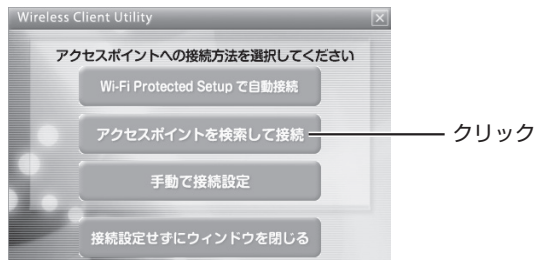 Wireless Client Utility
アクセスポイントへの接続方法を選択してください
Wi-Fi Protected Setup で自動接続
アクセスポイントを検索して接続
クリック
手動で接続設定
接続設定せずにウィンドウを閉じる